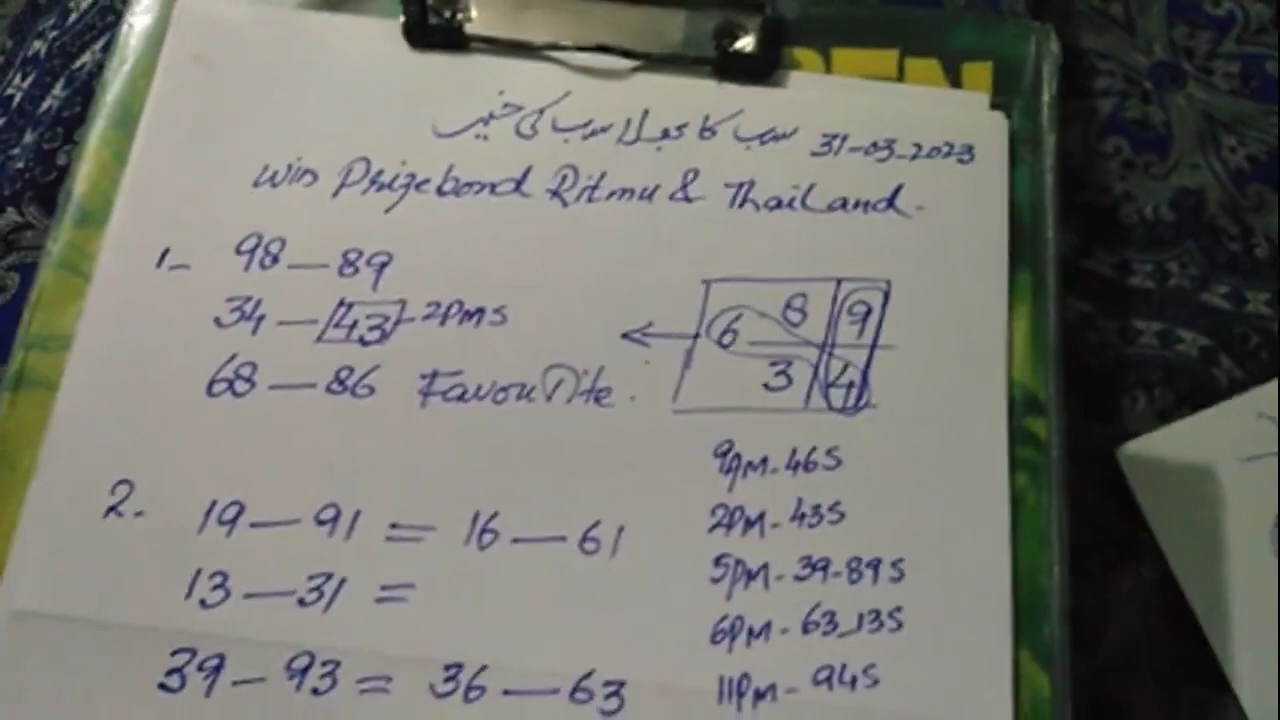 سب کا بھلا سب کی خیر 31-03-2023
Win Prizebond Ritmu & Thailand.
1- 98 — 89
34 — 43 - 2PMS
68 — 86 Favourite.
8 9
6
3 4
2. 19 — 91 = 16 — 61
13 — 31 =
39 — 93 = 36 — 63
9AM - 46S
2PM - 43S
5PM - 39-89S
6PM - 63-13S
11PM - 94S